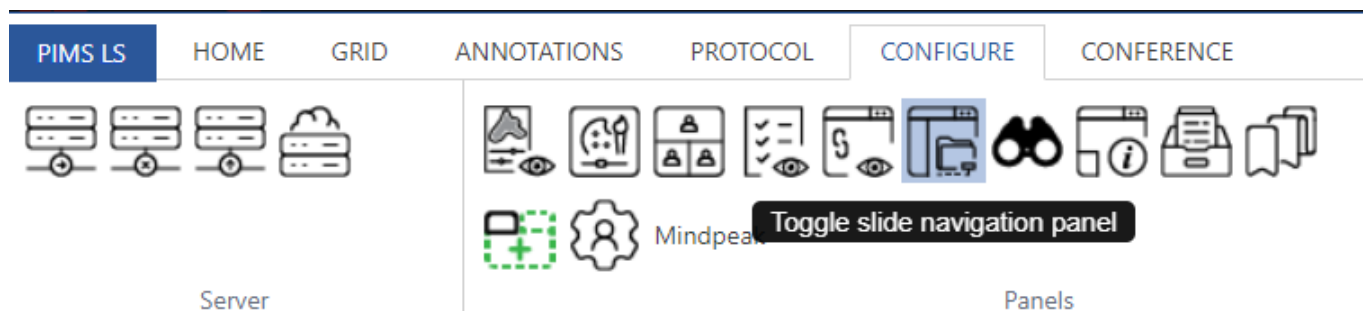 PIMS LS HOME GRID ANNOTATIONS PROTOCOL CONFIGURE CONFERENCE
Mindpeak Toggle slide navigation panel
Server Panels